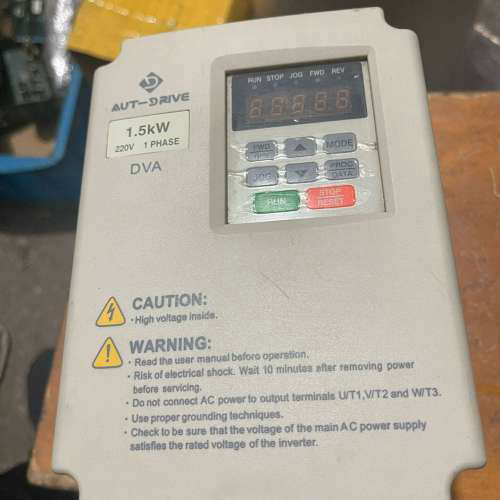 RUN STOP JOG FWD REV
AUT-DRIVE
1.5kW
220V 1 PHASE
DVA
FWD
REV
MODE
JOG
PROG
DATA
RUN
STOP
RESET
CAUTION:
• High voltage inside.
WARNING:
• Read the user manual before operation.
• Risk of electrical shock. Wait 10 minutes after removing power
before servicing.
• Do not connect AC power to output terminals U/T1,V/T2 and W/T3.
• Use proper grounding techniques.
• Check to be sure that the voltage of the main AC power supply
satisfies the rated voltage of the inverter.